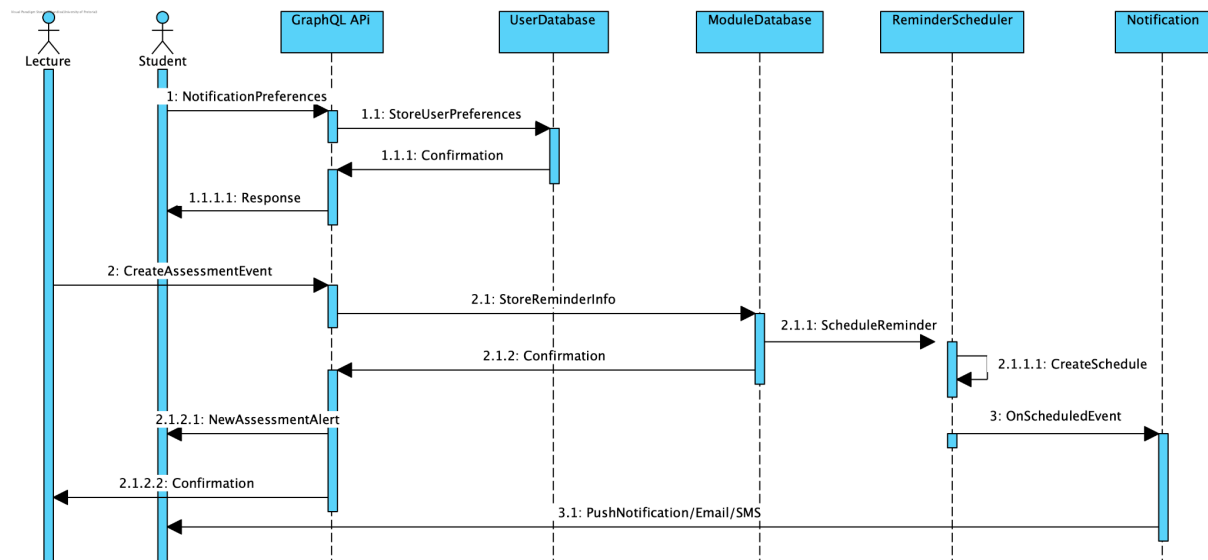 GraphQL APi
UserDatabase
ModuleDatabase
ReminderScheduler
Notification
Lecture
Student
1: NotificationPreferences
1.1: StoreUserPreferences
1.1.1: Confirmation
1.1.1.1: Response
2: CreateAssessmentEvent
2.1: StoreReminderInfo
2.1.1: ScheduleReminder
2.1.2: Confirmation
2.1.1.1: CreateSchedule
2.1.2.1: NewAssessmentAlert
3: OnScheduledEvent
2.1.2.2: Confirmation
3.1: PushNotification/Email/SMS